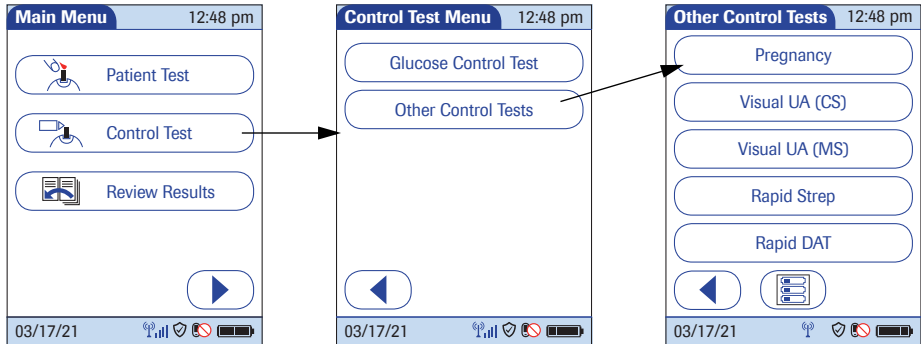 Main Menu 12:48 pm
Patient Test
Control Test
Review Results
03/17/21
Control Test Menu 12:48 pm
Glucose Control Test
Other Control Tests
03/17/21
Other Control Tests 12:48 pm
Pregnancy
Visual UA (CS)
Visual UA (MS)
Rapid Strep
Rapid DAT
03/17/21